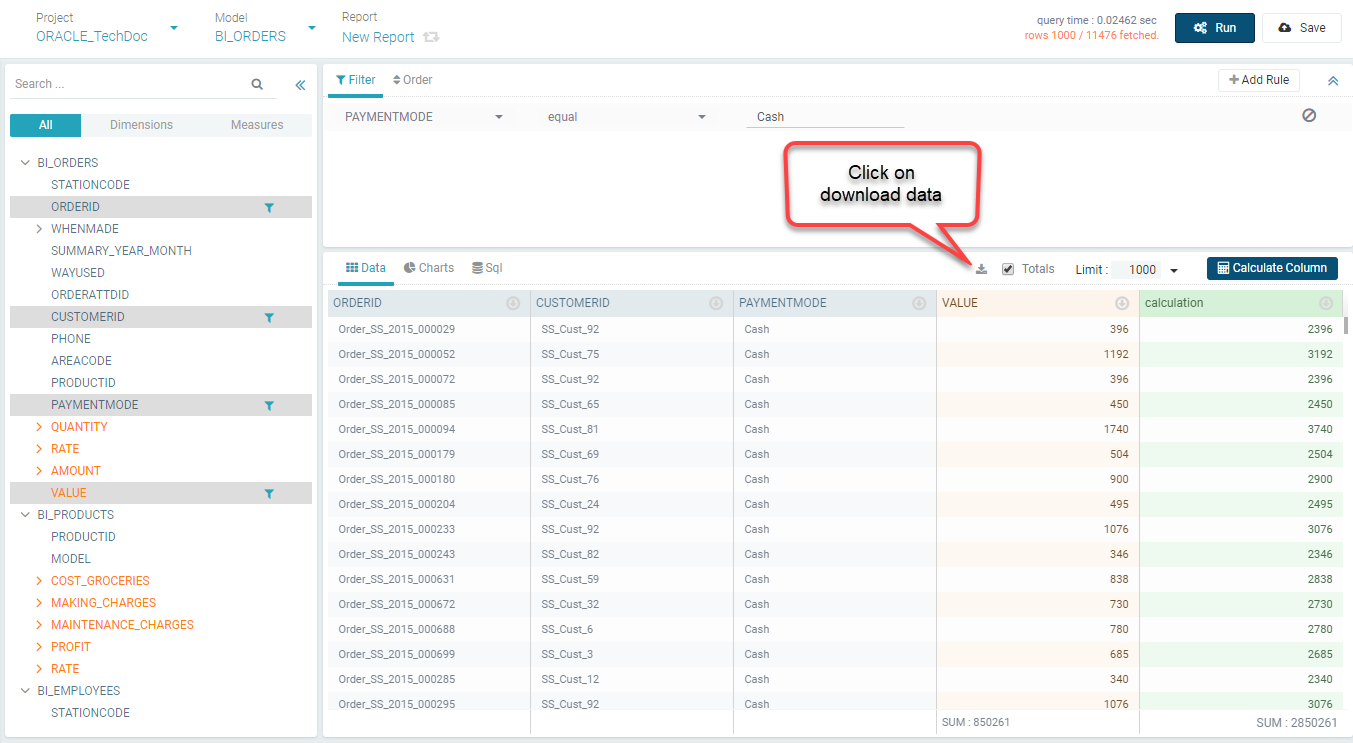 Project
ORACLE_TechDoc
Model
BI_ORDERS
Report
New Report
query time : 0.02462 sec
rows 1000 / 11476 fetched.
Run
Save
Search ...
All Dimensions Measures
BI_ORDERS
STATIONCODE
ORDERID
WHENMADE
SUMMARY_YEAR_MONTH
WAYUSED
ORDERATTDID
CUSTOMERID
PHONE
AREACODE
PRODUCTID
PAYMENTMODE
QUANTITY
RATE
AMOUNT
VALUE
BI_PRODUCTS
PRODUCTID
MODEL
COST_GROCERIES
MAKING_CHARGES
MAINTENANCE_CHARGES
PROFIT
RATE
BI_EMPLOYEES
STATIONCODE
Filter Order
Add Rule
PAYMENTMODE equal Cash
Click on
download data
Data Charts Sql
Totals Limit : 1000 Calculate Column
ORDERID CUSTOMERID PAYMENTMODE VALUE calculation
Order_SS_2015_000029 SS_Cust_92 Cash 396 2396
Order_SS_2015_000052 SS_Cust_75 Cash 1192 3192
Order_SS_2015_000072 SS_Cust_92 Cash 396 2396
Order_SS_2015_000085 SS_Cust_65 Cash 450 2450
Order_SS_2015_000094 SS_Cust_81 Cash 1740 3740
Order_SS_2015_000179 SS_Cust_69 Cash 504 2504
Order_SS_2015_000180 SS_Cust_76 Cash 900 2900
Order_SS_2015_000204 SS_Cust_24 Cash 495 2495
Order_SS_2015_000233 SS_Cust_92 Cash 1076 3076
Order_SS_2015_000243 SS_Cust_82 Cash 346 2346
Order_SS_2015_000631 SS_Cust_59 Cash 838 2838
Order_SS_2015_000672 SS_Cust_32 Cash 730 2730
Order_SS_2015_000688 SS_Cust_6 Cash 780 2780
Order_SS_2015_000699 SS_Cust_3 Cash 685 2685
Order_SS_2015_000285 SS_Cust_12 Cash 340 2340
Order_SS_2015_000295 SS_Cust_92 Cash 1076 3076
SUM : 850261 SUM : 2850261